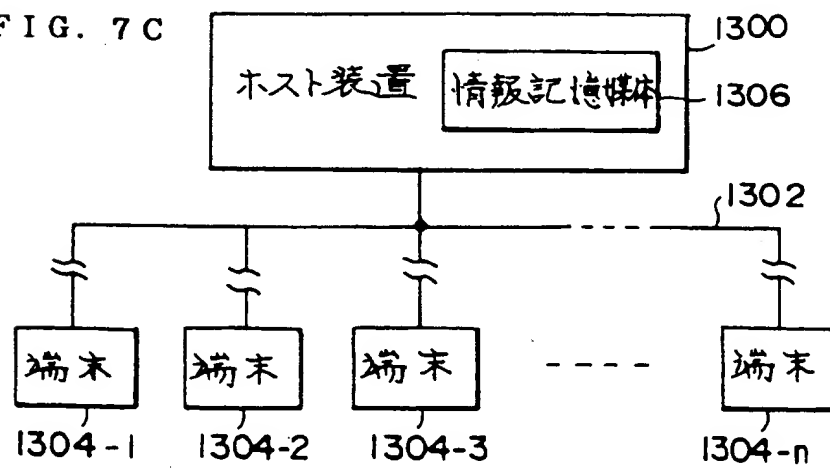 FIG. 7C
1300
ホスト装置
情報記憶媒体
1306
1302
端末
端末
端末
端末
1304-1
1304-2
1304-3
1304-n